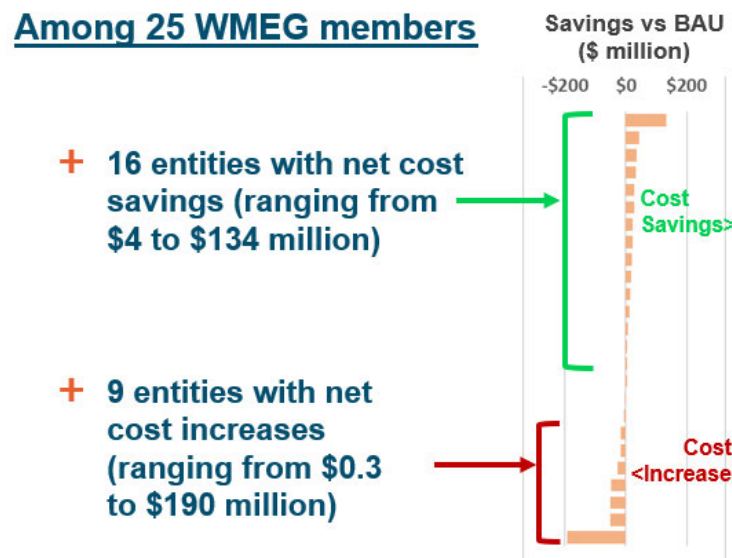 Among 25 WMEG members
Savings vs BAU
($ million)
-$200 $0 $200
+ 16 entities with net cost
savings (ranging from
$4 to $134 million)
Cost
Savings>
+ 9 entities with net
cost increases
(ranging from $0.3
to $190 million)
Cost
<Increase